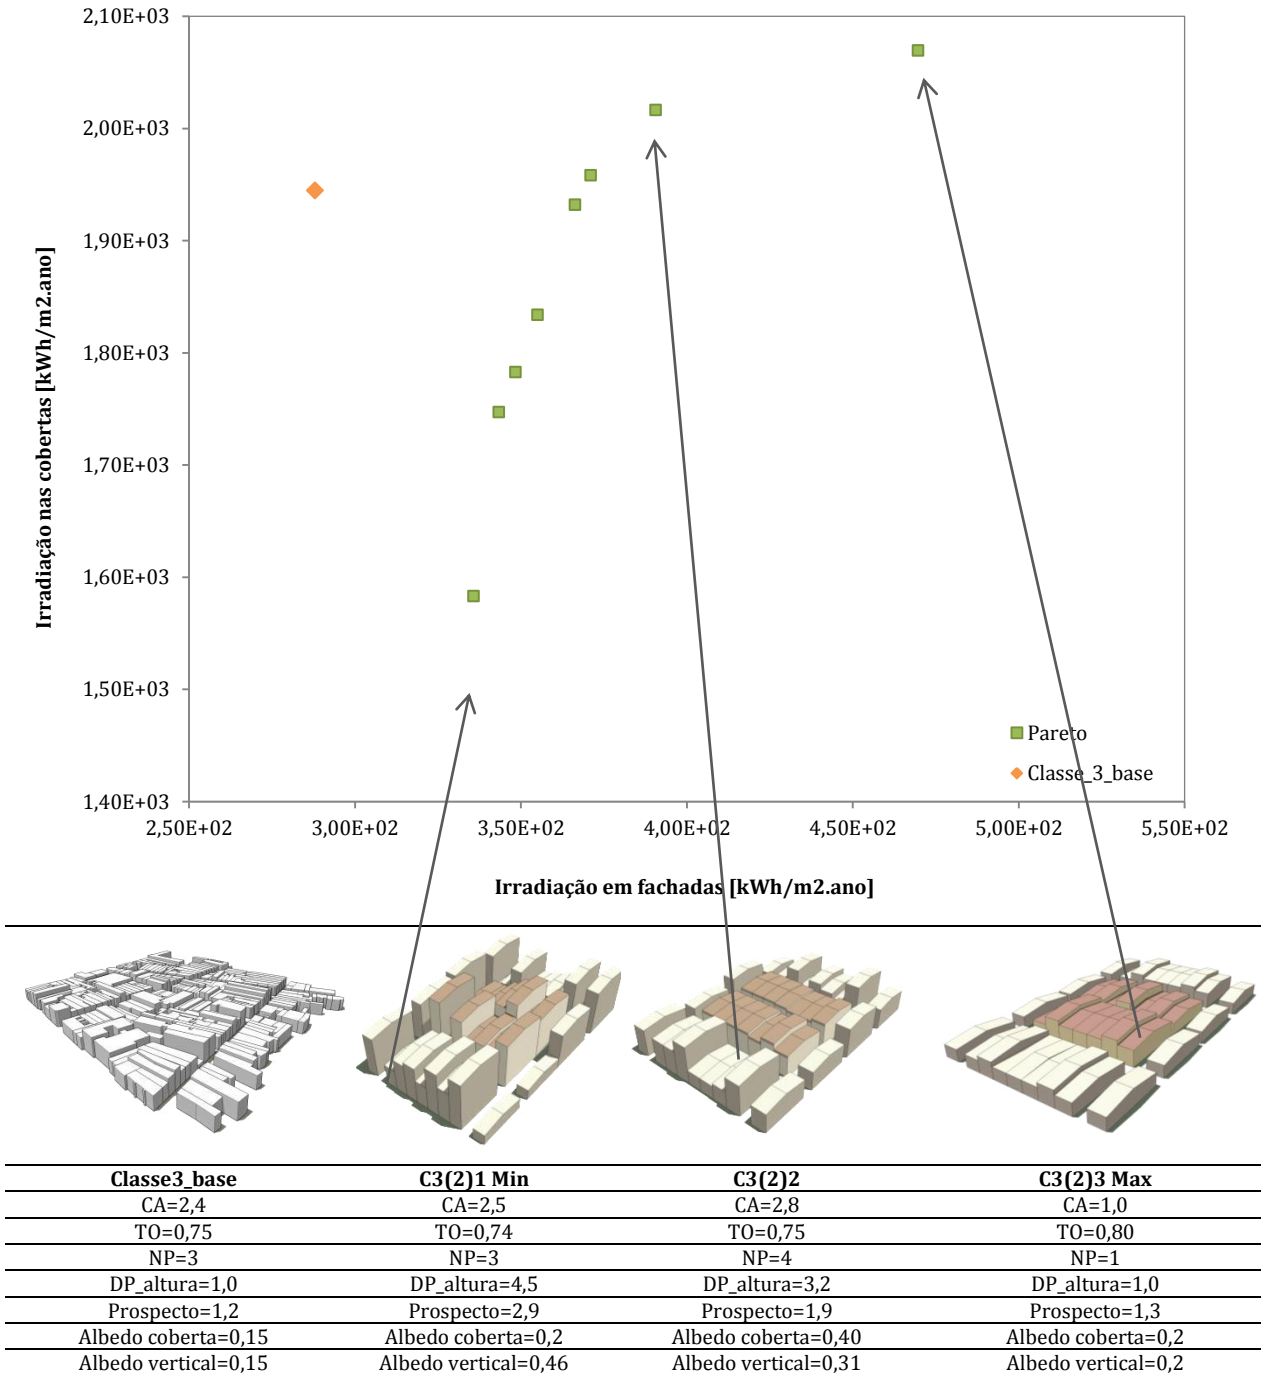 2,10E+03
2,00E+03
1,90E+03
1,80E+03
1,70E+03
1,60E+03
1,50E+03
1,40E+03
Irradiação nas cobertas [kWh/m2.ano]
Pareto
Classe_3_base
2,50E+02 3,00E+02 3,50E+02 4,00E+02 4,50E+02 5,00E+02 5,50E+02
Irradiação em fachadas [kWh/m2.ano]
Classe3_base C3(2)1 Min C3(2)2 C3(2)3 Max
CA=2,4 CA=2,5 CA=2,8 CA=1,0
TO=0,75 TO=0,74 TO=0,75 TO=0,80
NP=3 NP=3 NP=4 NP=1
DP_altura=1,0 DP_altura=4,5 DP_altura=3,2 DP_altura=1,0
Prospecto=1,2 Prospecto=2,9 Prospecto=1,9 Prospecto=1,3
Albedo coberta=0,15 Albedo coberta=0,2 Albedo coberta=0,40 Albedo coberta=0,2
Albedo vertical=0,15 Albedo vertical=0,46 Albedo vertical=0,31 Albedo vertical=0,2